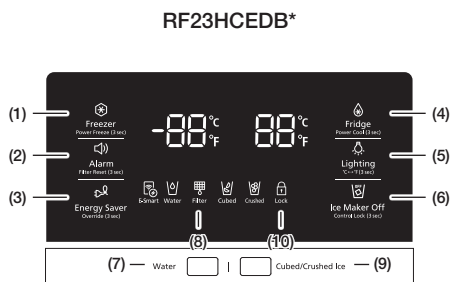 RF23HCEDB*
(1) Freezer
Power Freeze (3 sec)
(2) Alarm
Filter Reset (3 sec)
(3) Energy Saver
Override (3 sec)
-88 °C
°F
88 °C
°F
(4) Fridge
Power Cool (3 sec)
(5) Lighting
°C↔°F (3 sec)
(6) OFF
Ice Maker Off
Control Lock (3 sec)
E-Smart Water Filter Cubed Crushed Lock
(8) (10)
(7) Water Cubed/Crushed Ice (9)